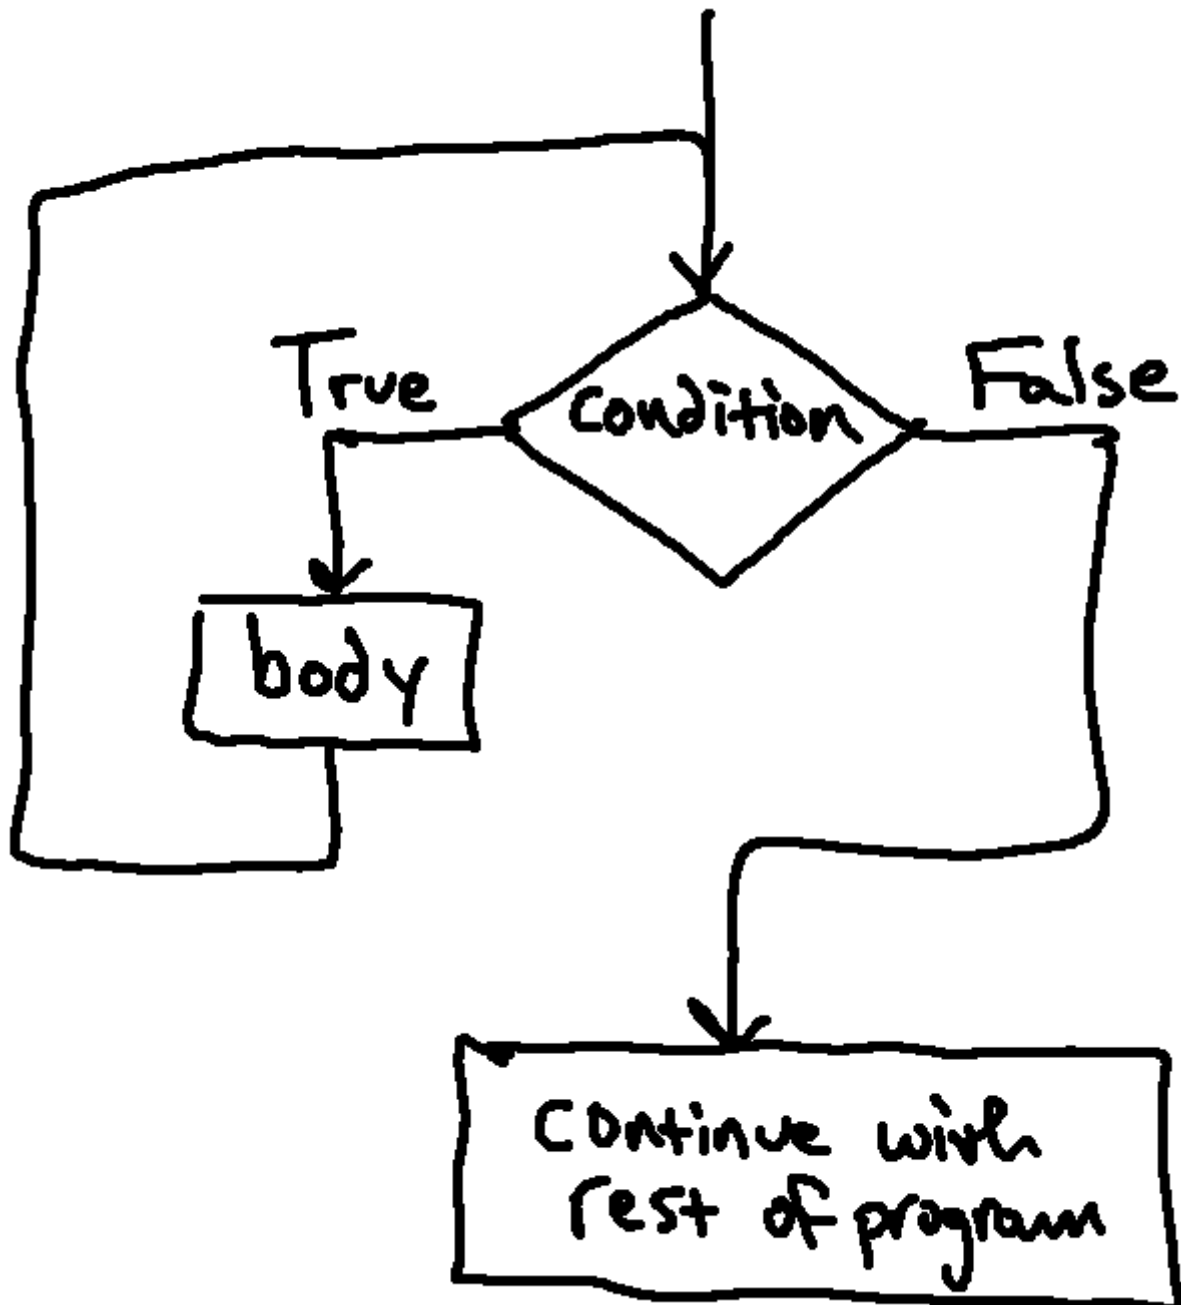 True
Condition
False
body
Continue with
rest of program